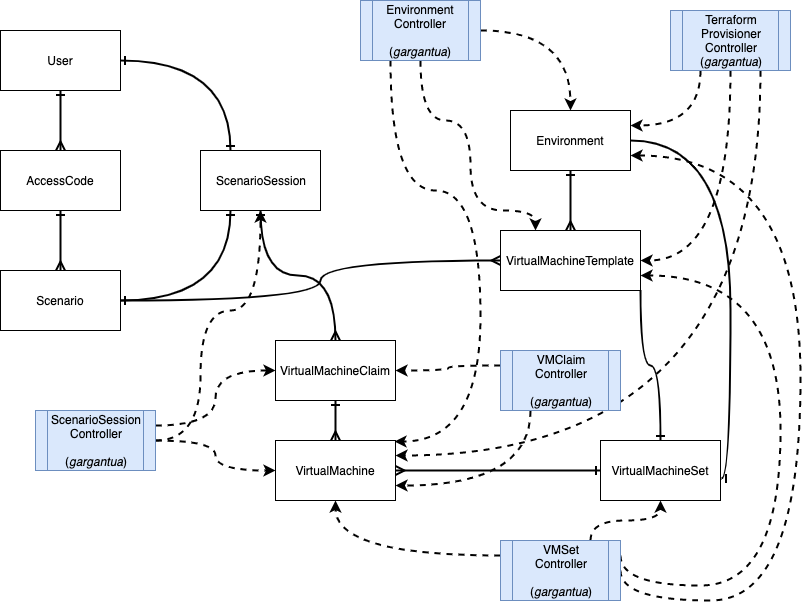 Environment
Controller
(gargantua)
Terraform
Provisioner
Controller
(gargantua)
User
Environment
AccessCode
ScenarioSession
VirtualMachineTemplate
Scenario
VirtualMachineClaim
VMClaim
Controller
(gargantua)
ScenarioSession
Controller
(gargantua)
VirtualMachine
VirtualMachineSet
VMSet
Controller
(gargantua)